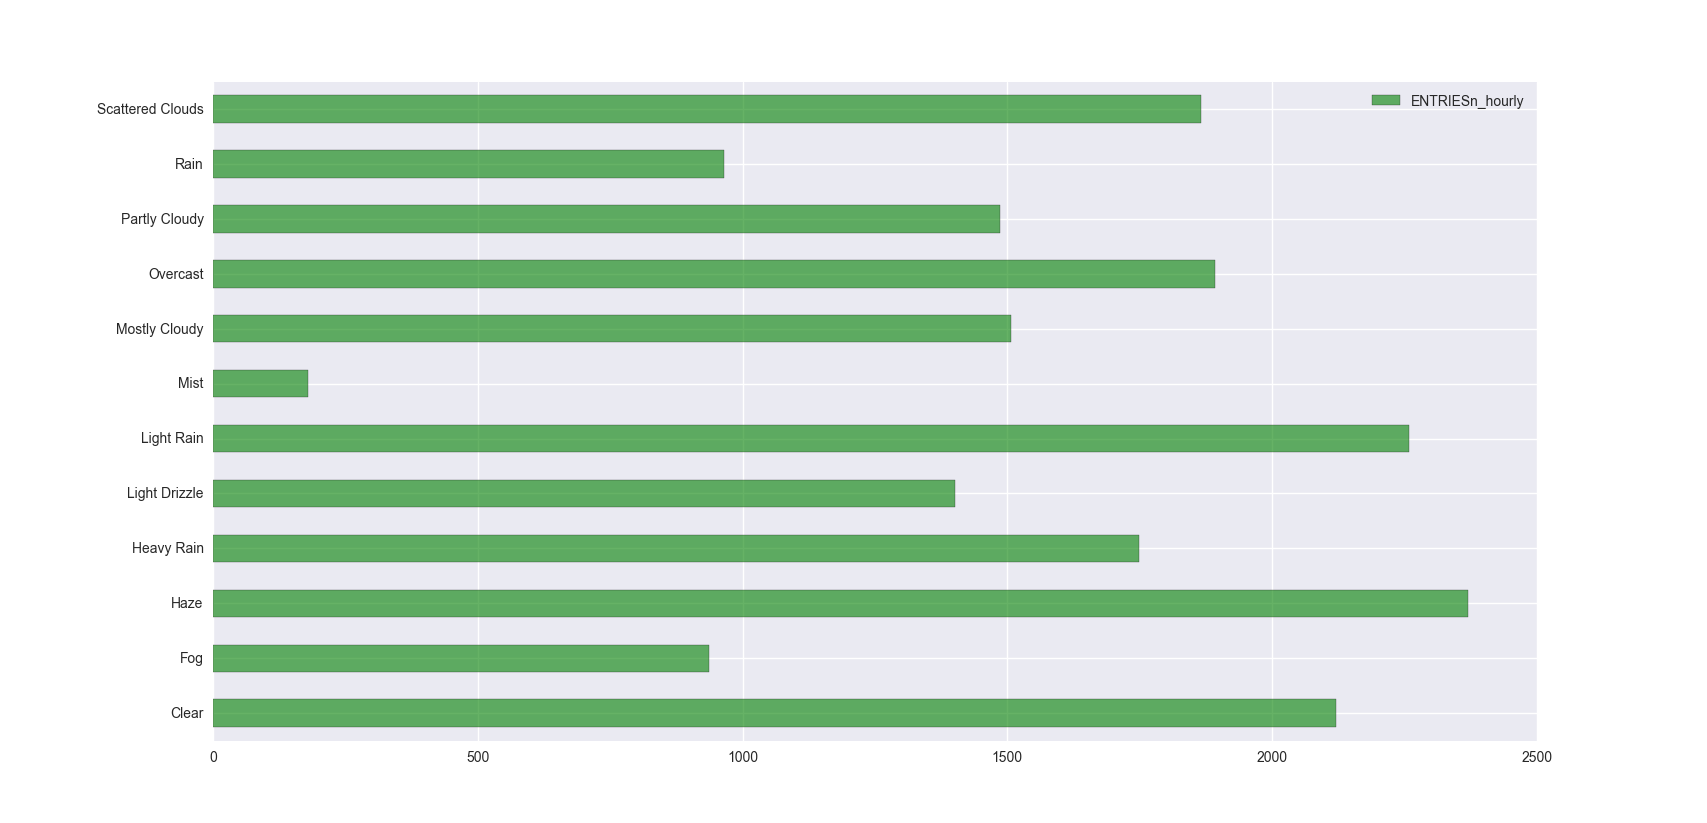 Scattered Clouds
ENTRIESn_hourly
Rain
Partly Cloudy
Overcast
Mostly Cloudy
Mist
Light Rain
Light Drizzle
Heavy Rain
Haze
Fog
Clear
0 500 1000 1500 2000 2500